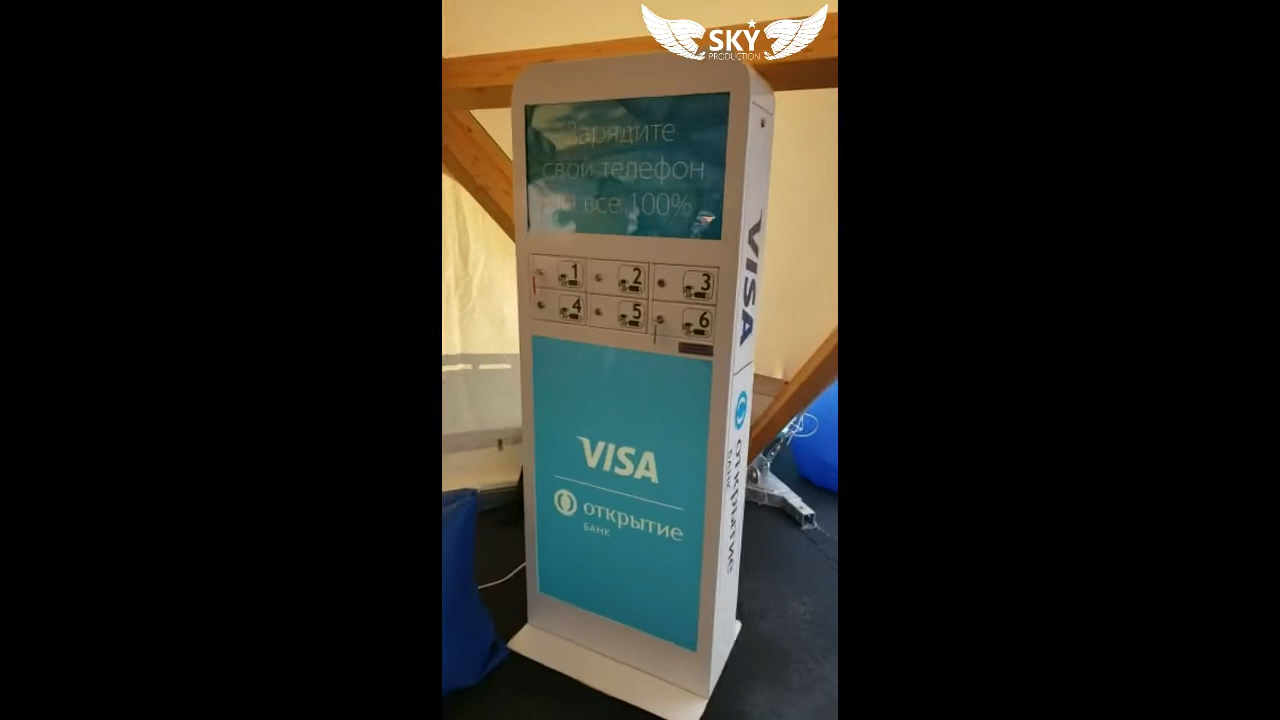 SKY
PRODUCTION
Зарядите
свой телефон
на все 100%
1
2
3
4
5
6
VISA
ОТКРЫТИЕ
БАНК
VISA
ОТКРЫТИЕ
БАНК